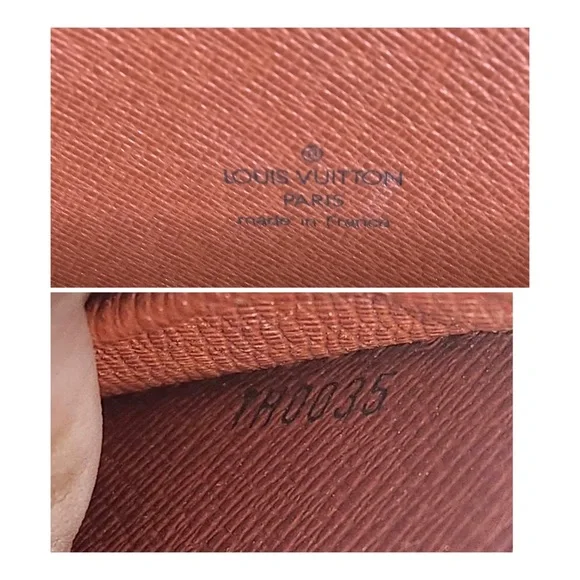 LOUIS VUITTON
PARIS
made in France
TH0035